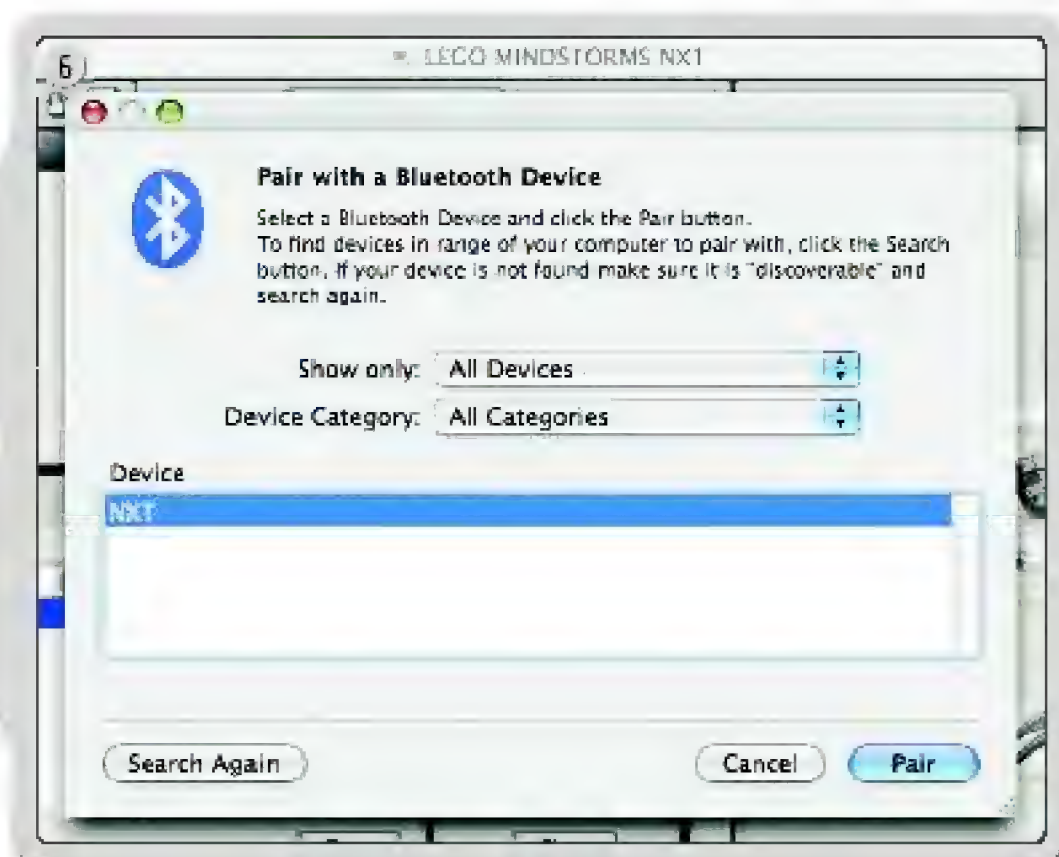 6
LEGO MINDSTORMS NXT
Pair with a Bluetooth Device
Select a Bluetooth Device and click the Pair button.
To find devices in range of your computer to pair with, click the Search
button. If your device is not found make sure it is "discoverable" and
search again.
Show only: All Devices
Device Category: All Categories
Device
NXT
Search Again
Cancel
Pair